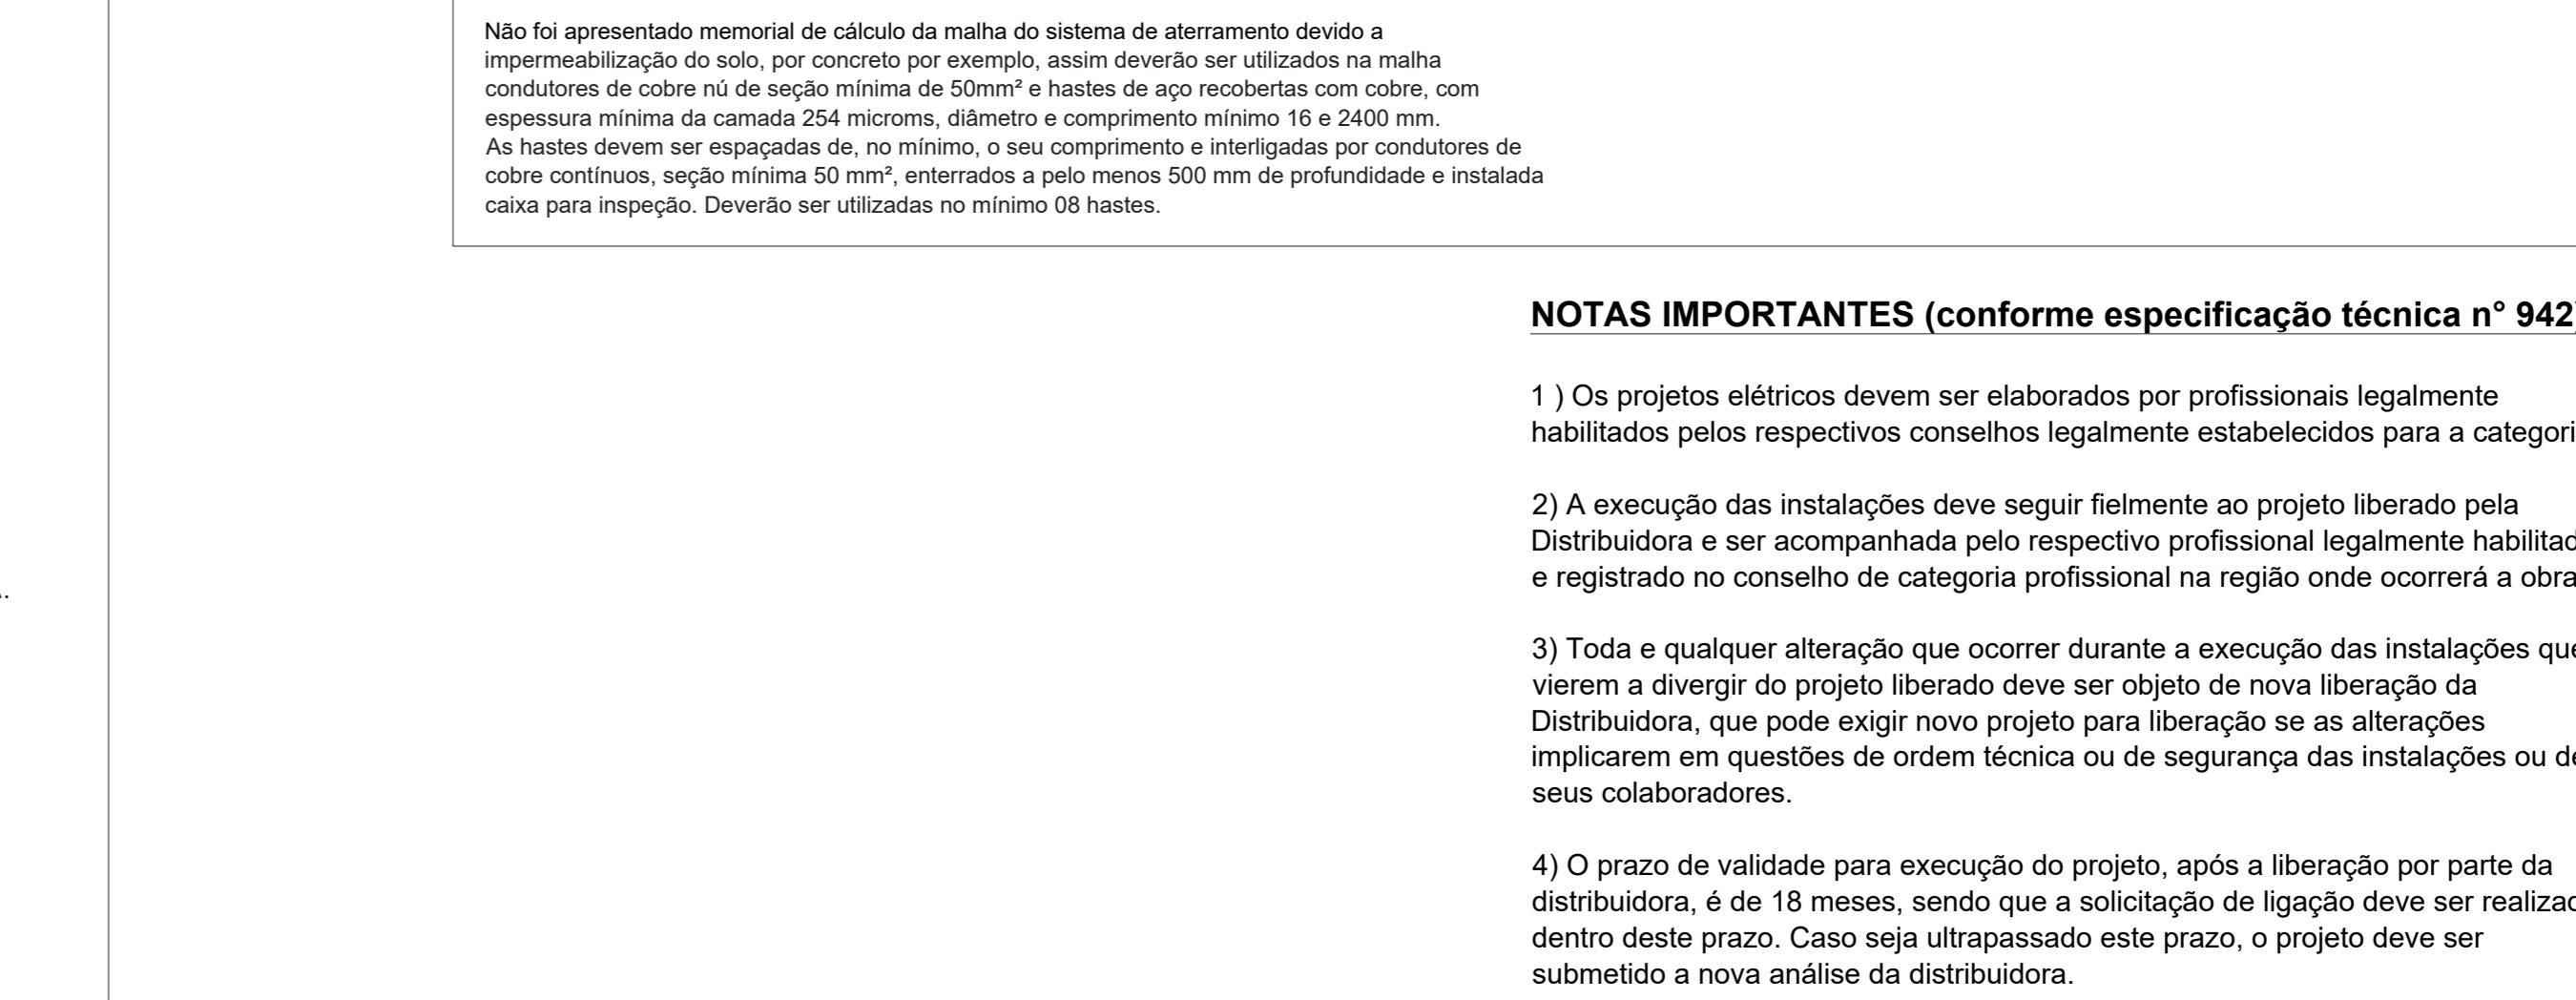 Não foi apresentado memorial de cálculo da malha do sistema de aterramento devido a
impermeabilização do solo, por concreto por exemplo, assim deverão ser utilizados na malha
condutores de cobre nú de seção mínima de 50mm² e hastes de aço recobertas com cobre, com
espessura mínima da camada 254 microms, diâmetro e comprimento mínimo 16 e 2400 mm.
As hastes devem ser espaçadas de, no mínimo, o seu comprimento e interligadas por condutores de
cobre contínuos, seção mínima 50 mm², enterrados a pelo menos 500 mm de profundidade e instalada
caixa para inspeção. Deverão ser utilizadas no mínimo 08 hastes.
NOTAS IMPORTANTES (conforme especificação técnica n° 942)
1 ) Os projetos elétricos devem ser elaborados por profissionais legalmente
habilitados pelos respectivos conselhos legalmente estabelecidos para a categori
2) A execução das instalações deve seguir fielmente ao projeto liberado pela
Distribuidora e ser acompanhada pelo respectivo profissional legalmente habilitad
e registrado no conselho de categoria profissional na região onde ocorrerá a obra
3) Toda e qualquer alteração que ocorrer durante a execução das instalações que
vierem a divergir do projeto liberado deve ser objeto de nova liberação da
Distribuidora, que pode exigir novo projeto para liberação se as alterações
implicarem em questões de ordem técnica ou de segurança das instalações ou de
seus colaboradores.
4) O prazo de validade para execução do projeto, após a liberação por parte da
distribuidora, é de 18 meses, sendo que a solicitação de ligação deve ser realizad
dentro deste prazo. Caso seja ultrapassado este prazo, o projeto deve ser
submetido a nova análise da distribuidora.